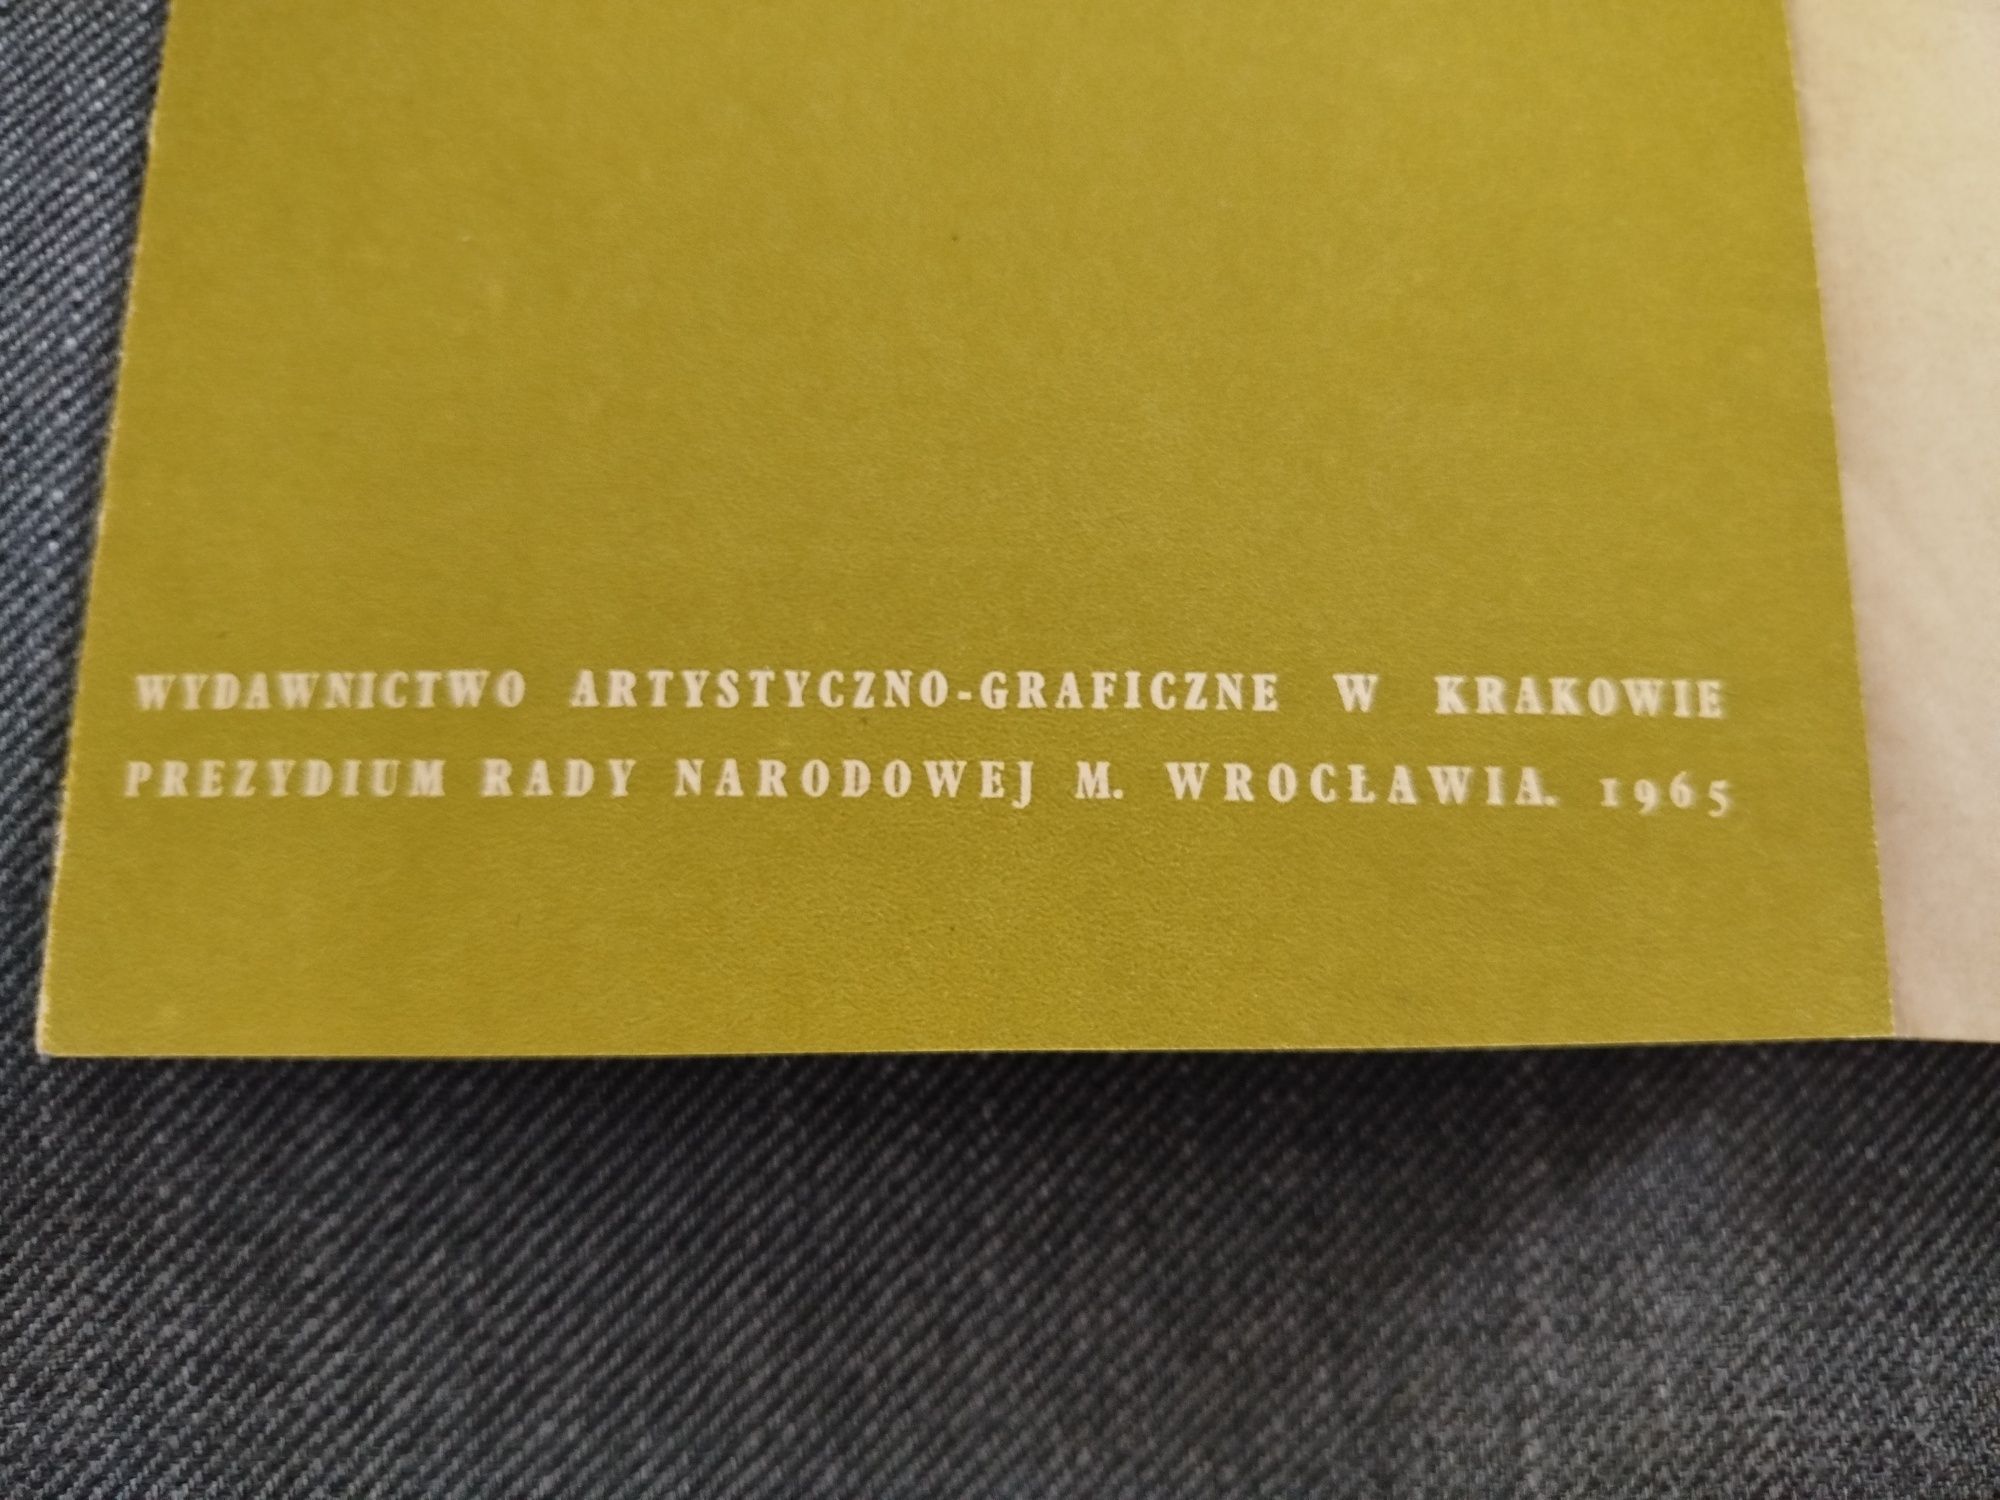 WYDAWNICTWO ARTYSTYCZNO-GRAFICZNE W KRAKOWIE
PREZYDIUM RADY NARODOWEJ M. WROCŁAWIA. 1965